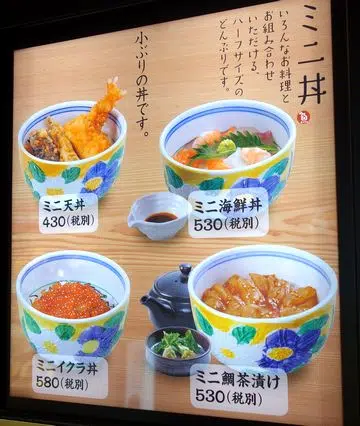 ミニ丼
いろんなお料理と
お組み合わせ
いただける、
ハーフサイズの
どんぶりです。
小ぶりの丼です。
ミニ天丼
430(税別)
ミニ海鮮丼
530(税別)
ミニイクラ丼
580(税別)
ミニ鯛茶漬け
530(税別)